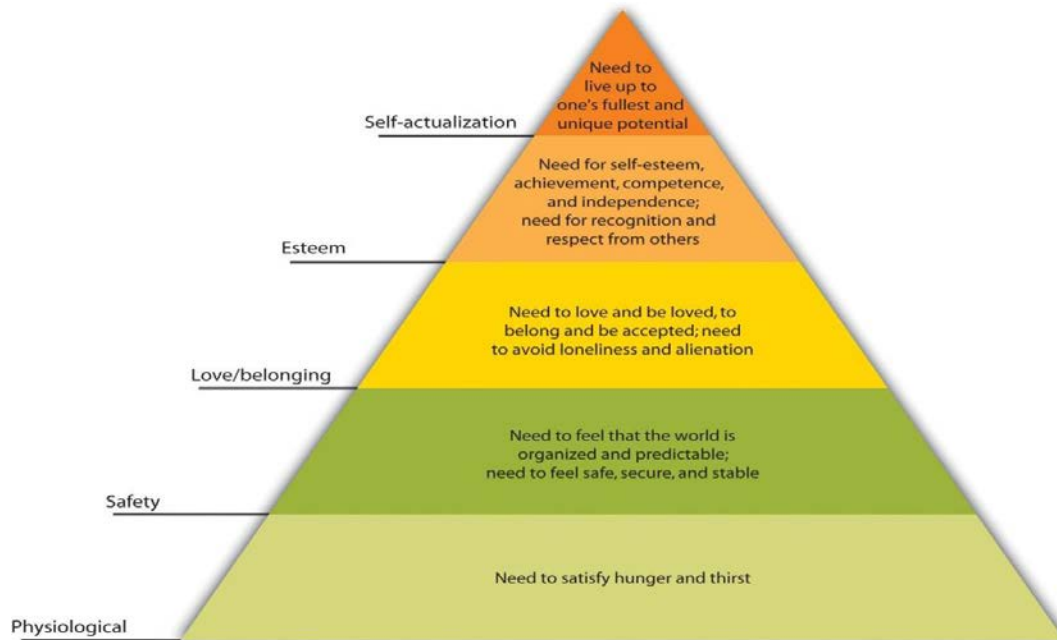 Need to
live up to
one's fullest and
unique potential
Self-actualization
Need for self-esteem,
achievement, competence,
and independence;
need for recognition and
respect from others
Esteem
Need to love and be loved, to
belong and be accepted; need
to avoid loneliness and alienation
Love/belonging
Need to feel that the world is
organized and predictable;
need to feel safe, secure, and stable
Safety
Need to satisfy hunger and thirst
Physiological